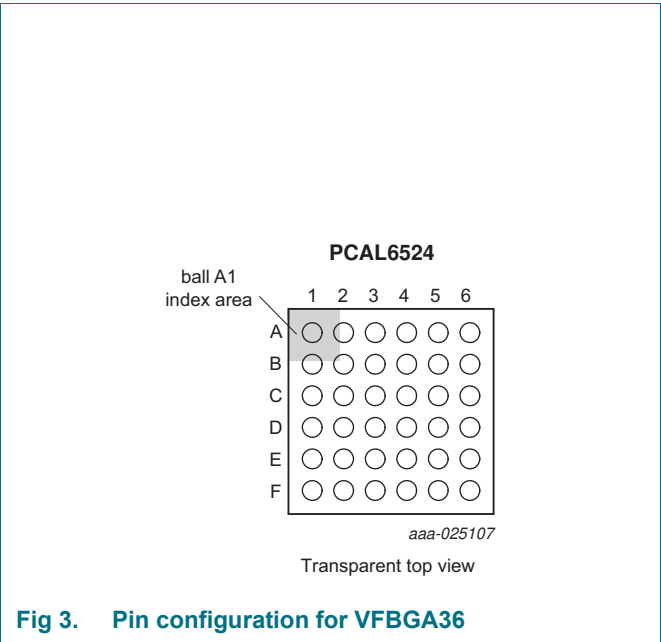 PCAL6524
ball A1
index area
1 2 3 4 5 6
A
B
C
D
E
F
aaa-025107
Transparent top view
Fig 3. Pin configuration for VFBGA36